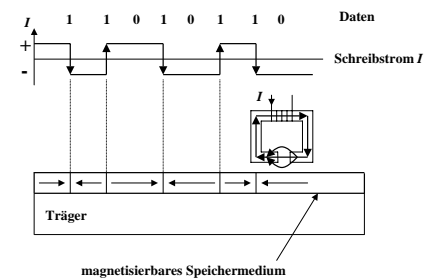 I 1 1 0 1 0 1 1 0 Daten
+
Schreibstrom I
-
I
Träger
magnetisierbares Speichermedium